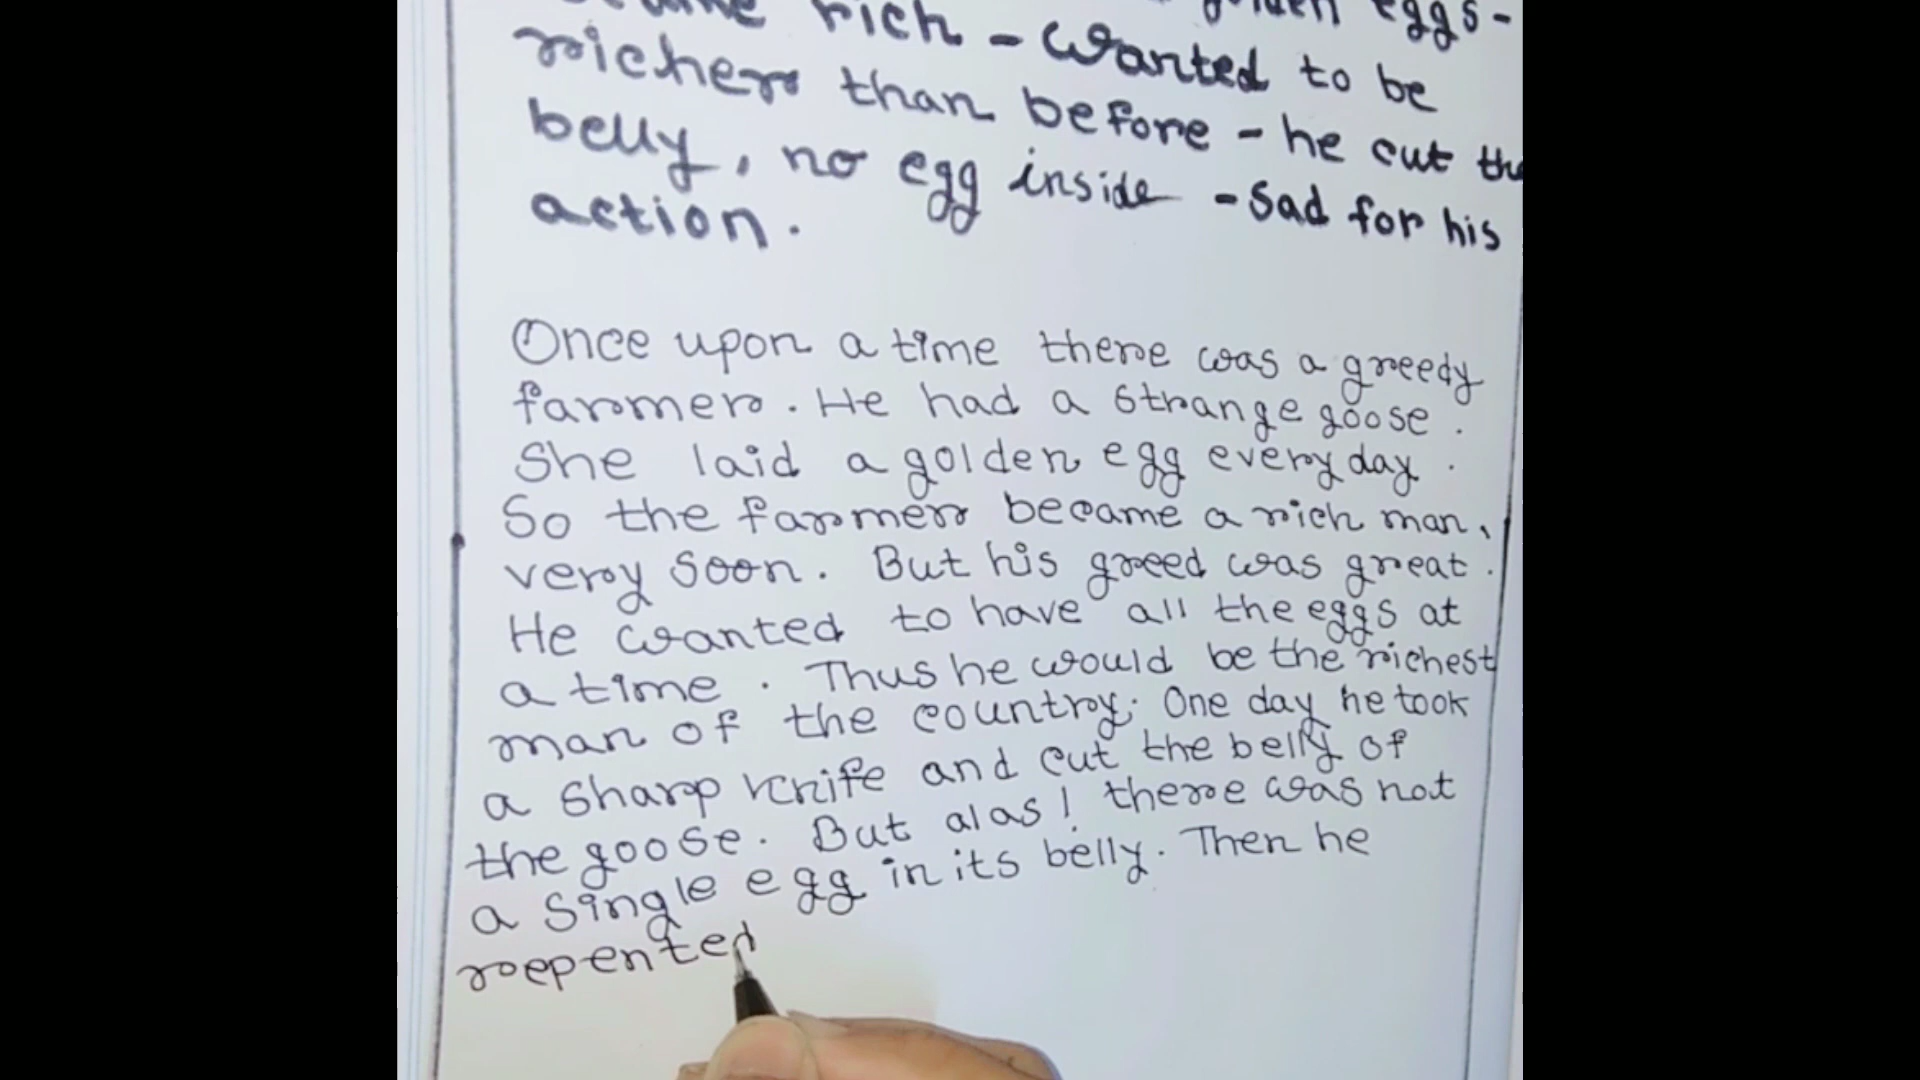 rich - wanted to be golden eggs -
richer than before - he cut the
belly, no egg inside - sad for his
action.
Once upon a time there was a greedy
farmer. He had a strange goose.
She laid a golden egg everyday.
So the farmer became a rich man,
very soon. But his greed was great.
He wanted to have all the eggs at
a time. Thus he would be the richest
man of the country. One day he took
a sharp knife and cut the belly of
the goose. But alas! there was not
a single egg in its belly. Then he
repented